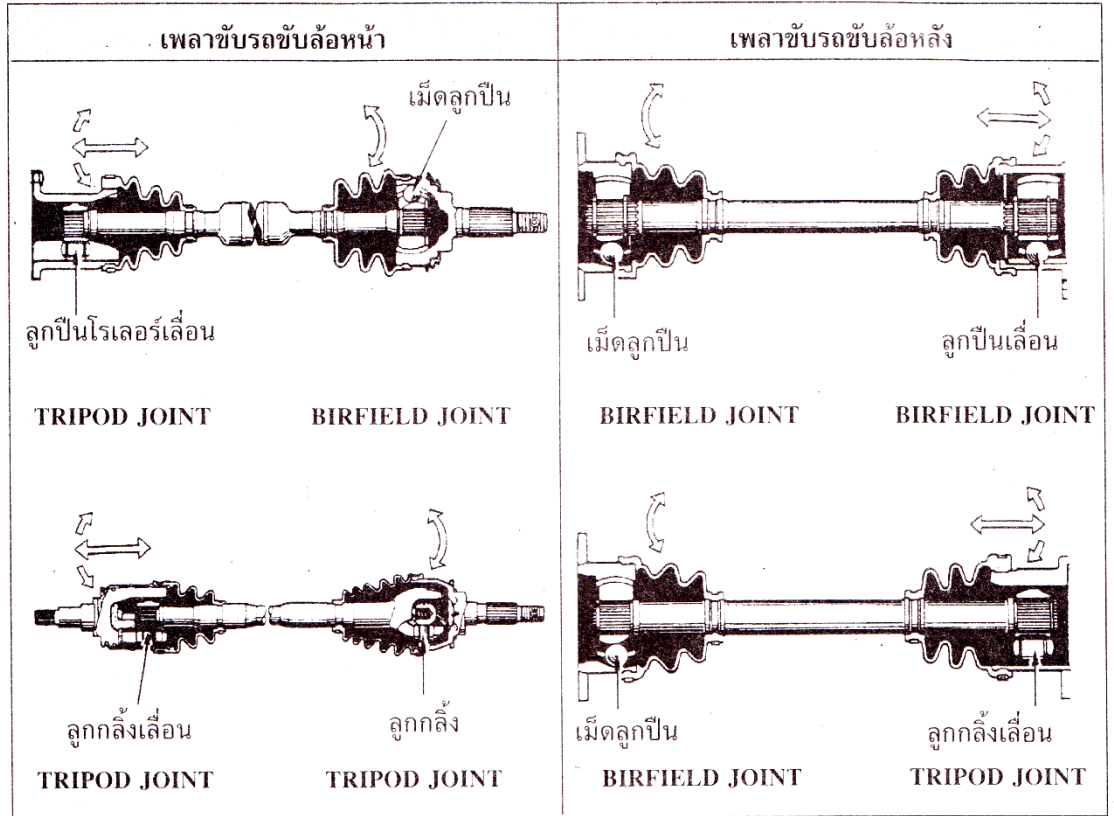 เพลาขับรถขับล้อหน้า
เพลาขับรถขับล้อหลัง
เม็ดลูกปืน
ลูกปืนโรเลอร์เลื่อน
เม็ดลูกปืน
ลูกปืนเลื่อน
TRIPOD JOINT
BIRFIELD JOINT
BIRFIELD JOINT
BIRFIELD JOINT
ลูกกลิ้งเลื่อน
ลูกกลิ้ง
เม็ดลูกปืน
ลูกกลิ้งเลื่อน
TRIPOD JOINT
TRIPOD JOINT
BIRFIELD JOINT
TRIPOD JOINT